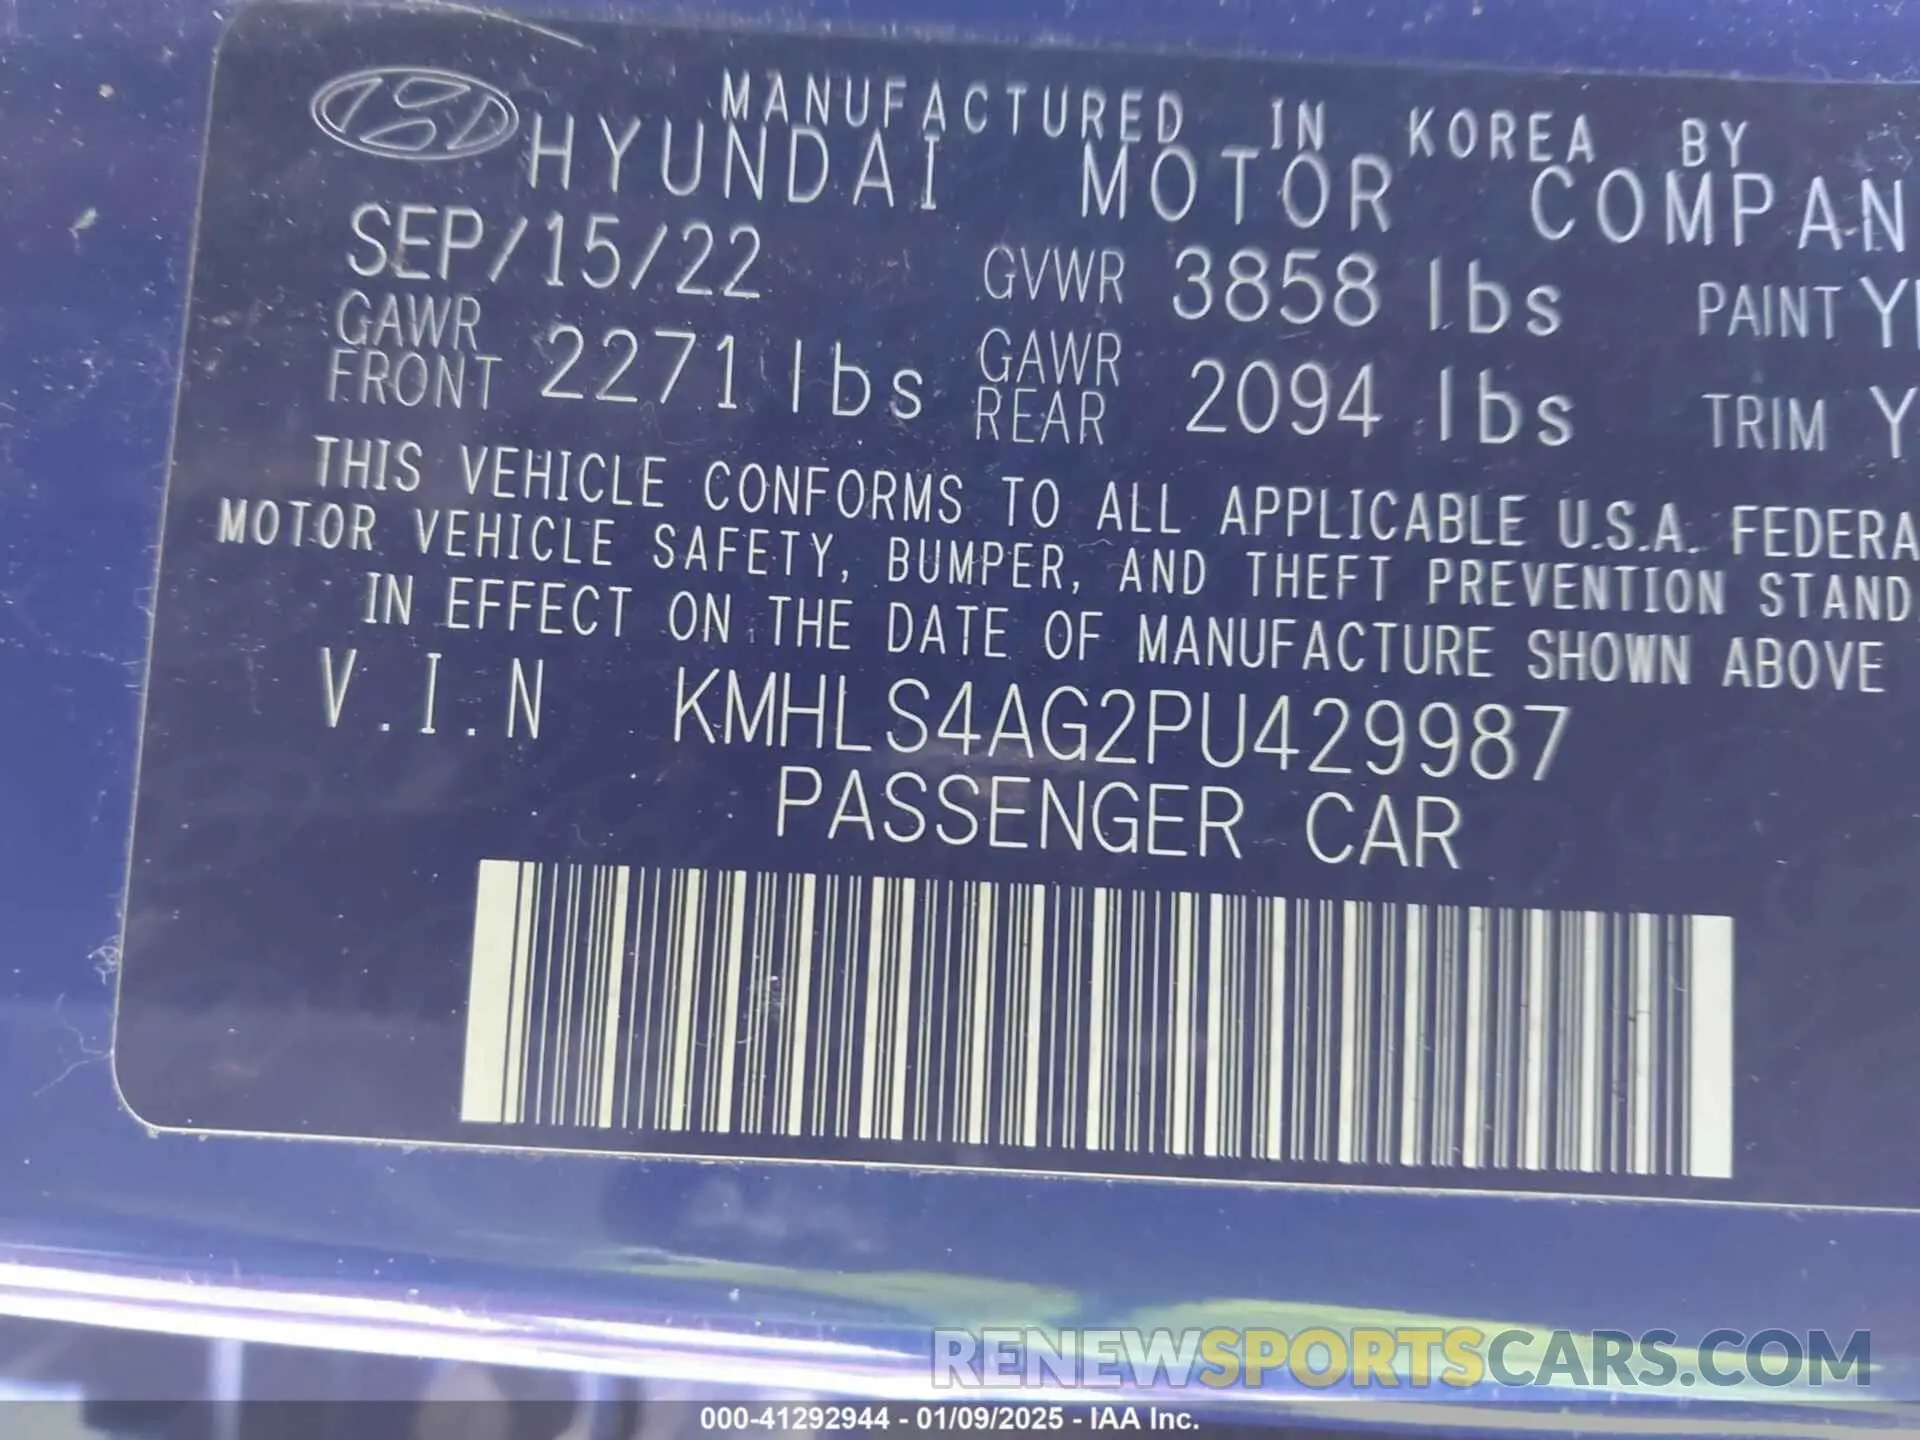 MANUFACTURED IN KOREA BY
HYUNDAI MOTOR COMPAN
SEP/15/22 GVWR 3858 lbs PAINT
GAWR FRONT 2271 lbs GAWR REAR 2094 lbs TRIM
THIS VEHICLE CONFORMS TO ALL APPLICABLE U.S.A. FEDERA
MOTOR VEHICLE SAFETY, BUMPER, AND THEFT PREVENTION STAND
IN EFFECT ON THE DATE OF MANUFACTURE SHOWN ABOVE
V.I.N KMHLS4AG2PU429987
PASSENGER CAR
RENEWSPORTSCARS.COM
000-41292944 - 01/09/2025 - IAA Inc.